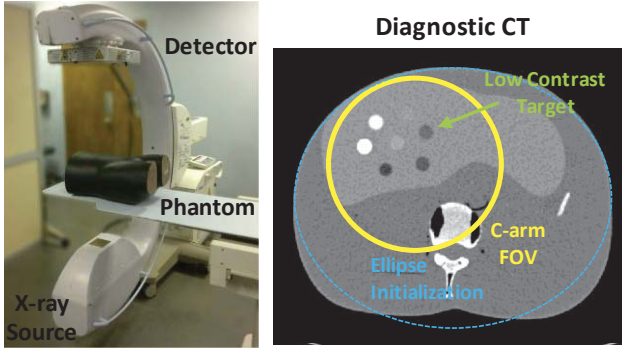 Detector
Phantom
X-ray
Source
Diagnostic CT
Low Contrast
Target
C-arm
FOV
Ellipse
Initialization